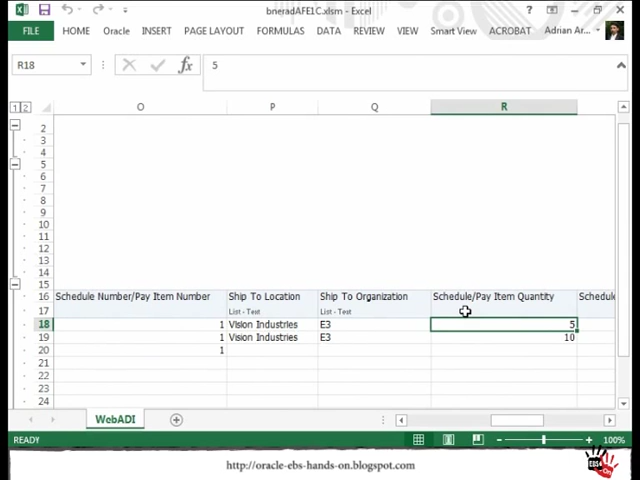 bneradAFE1C.xlsm - Excel
FILE HOME Oracle INSERT PAGE LAYOUT FORMULAS DATA REVIEW VIEW Smart View ACROBAT Adrian Ar...
R18 fx 5
1 2 O P Q R
2
3
4
5
6
7
8
9
10
11
12
13
14
15
16 Schedule Number/Pay Item Number Ship To Location Ship To Organization Schedule/Pay Item Quantity Schedule
17 List - Text List - Text
18 1 Vision Industries E3 5
19 1 Vision Industries E3 10
20 1
21
22
23
24
WebADI
READY 100%
http://oracle-ebs-hands-on.blogspot.com